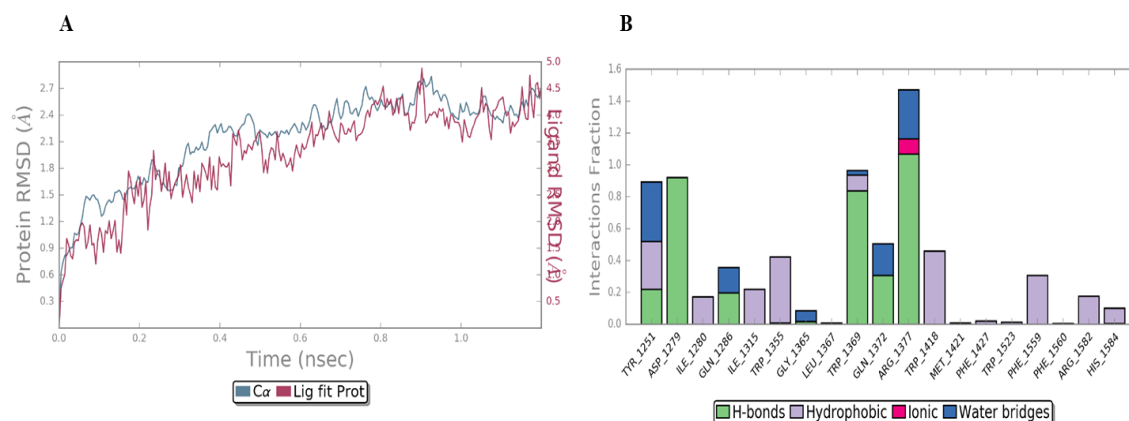 A
Protein RMSD (Å)
2.7
2.4
2.1
1.8
1.5
1.2
0.9
0.6
0.3
5.0
4.5
0.5
Ligand RMSD (Å)
0.0 0.2 0.4 0.6 0.8 1.0
Time (nsec)
Cα Lig fit Prot
B
Interactions Fraction
1.6
1.4
1.2
1.0
0.8
0.6
0.4
0.2
0.0
TYR_1251
ASP_1279
ILE_1280
GLN_1286
ILE_1315
TRP_1355
GLY_1365
LEU_1367
TRP_1369
GLN_1372
ARG_1377
TRP_1418
MET_1421
PHE_1427
TRP_1523
PHE_1559
PHE_1560
ARG_1582
HIS_1584
H-bonds Hydrophobic Ionic Water bridges